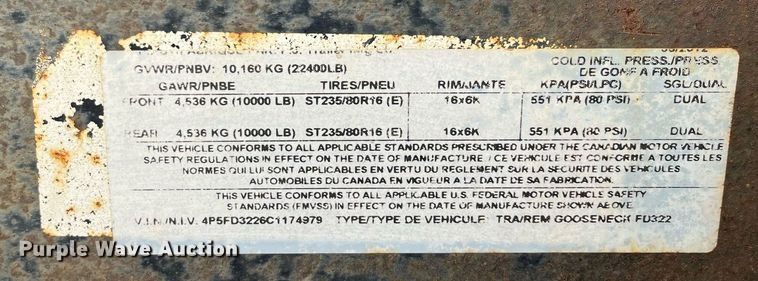 GVWR/PNBV: 10,160 KG (22400LB)
COLD INFL. PRESS./PRESS.
DE GONF A FROID
GAWR/PNBE TIRES/PNEU RIM/JANTE KPA(PSI/LPC) SGL/DUAL
FRONT 4,536 KG (10000 LB) ST235/80R16 (E) 16x6K 551 KPA (80 PSI) DUAL
REAR 4,536 KG (10000 LB) ST235/80R16 (E) 16x6K 551 KPA (80 PSI) DUAL
THIS VEHICLE CONFORMS TO ALL APPLICABLE STANDARDS PRESCRIBED UNDER THE CANADIAN MOTOR VEHICLE
SAFETY REGULATIONS IN EFFECT ON THE DATE OF MANUFACTURE / CE VEHICULE EST CONFORME A TOUTES LES
NORMES QUI LUI SONT APPLICABLES EN VERTU DU REGLEMENT SUR LA SECURITE DES VEHICULES
AUTOMOBILES DU CANADA EN VIGUEUR A LA DATE DE SA FABRICATION.
THIS VEHICLE CONFORMS TO ALL APPLICABLE U.S. FEDERAL MOTOR VEHICLE SAFETY
STANDARDS (FMVSS) IN EFFECT ON THE DATE OF MANUFACTURE SHOWN ABOVE
V.I.N./N.I.V. 4P5FD3226C1174979 TYPE/TYPE DE VEHICULE: TRA/REM GOOSENECK FD322
Purple Wave Auction